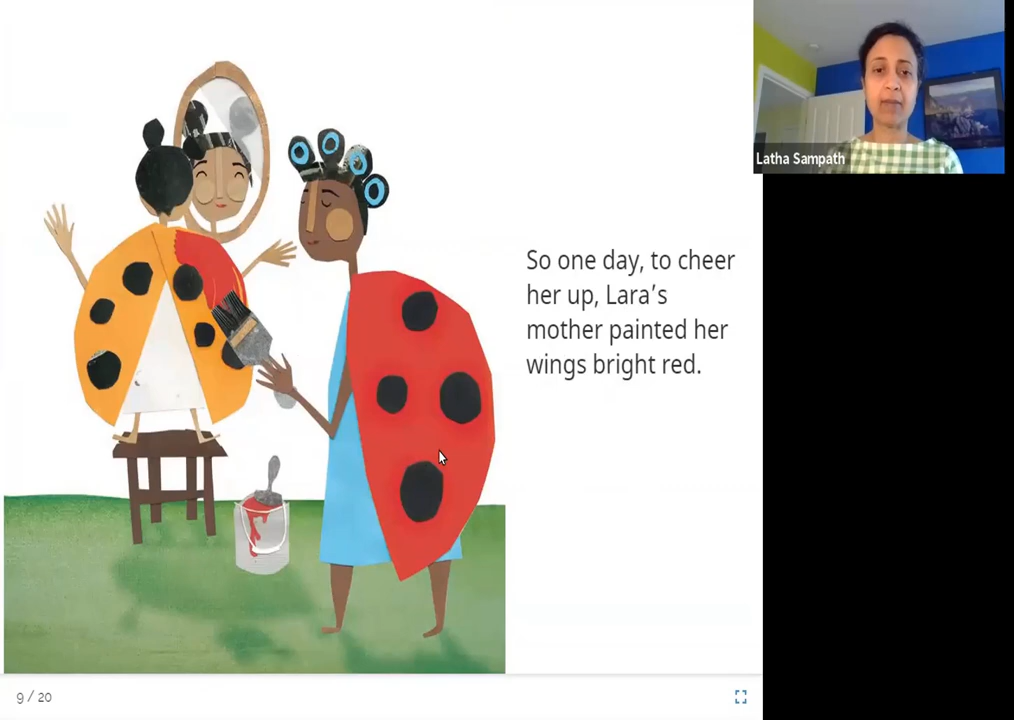 Latha Sampath
So one day, to cheer
her up, Lara's
mother painted her
wings bright red.
9 / 20